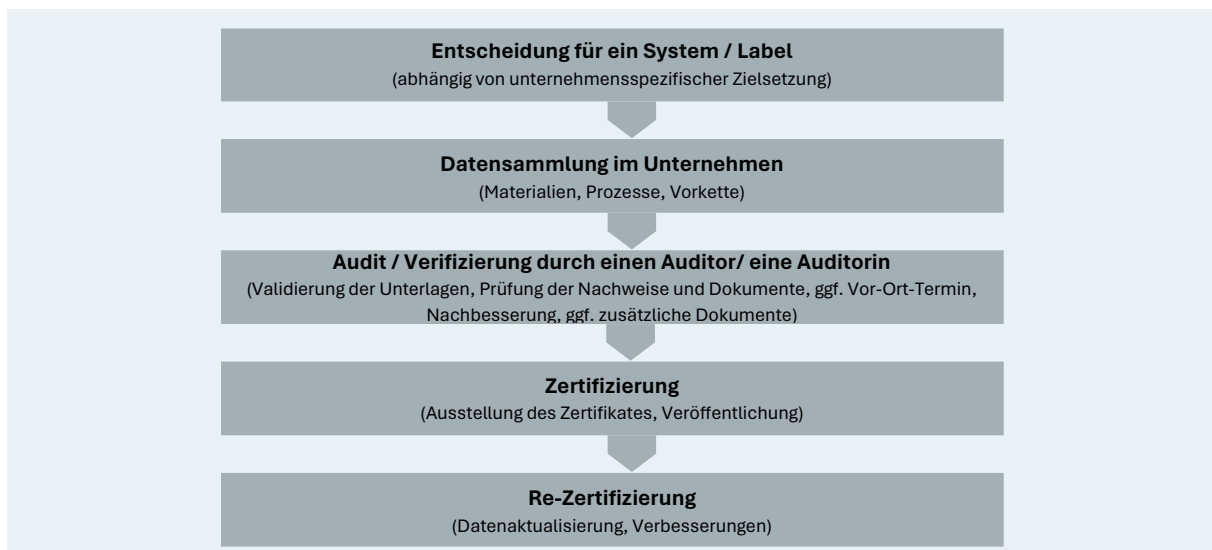 Entscheidung für ein System / Label
(abhängig von unternehmensspezifischer Zielsetzung)
Datensammlung im Unternehmen
(Materialien, Prozesse, Vorkette)
Audit / Verifizierung durch einen Auditor/ eine Auditorin
(Validierung der Unterlagen, Prüfung der Nachweise und Dokumente, ggf. Vor-Ort-Termin,
Nachbesserung, ggf. zusätzliche Dokumente)
Zertifizierung
(Ausstellung des Zertifikates, Veröffentlichung)
Re-Zertifizierung
(Datenaktualisierung, Verbesserungen)